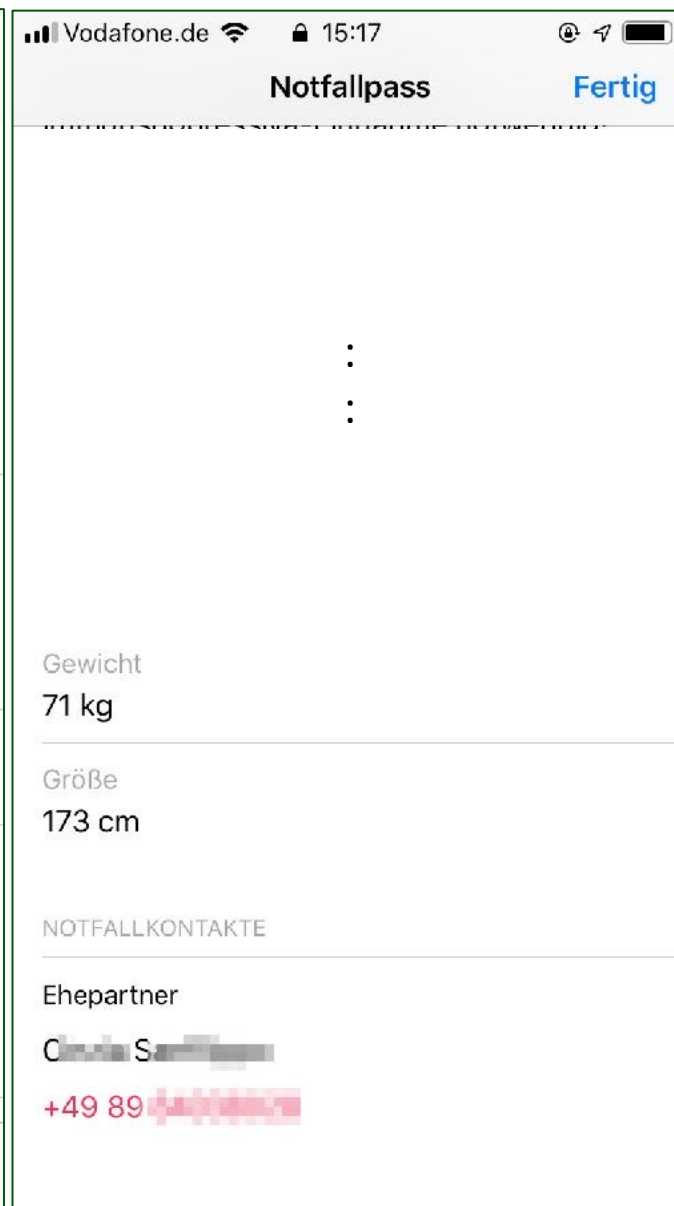 Vodafone.de 15:17
Notfallpass Fertig
:
:
Gewicht
71 kg
Größe
173 cm
NOTFALLKONTAKTE
Ehepartner
+49 89